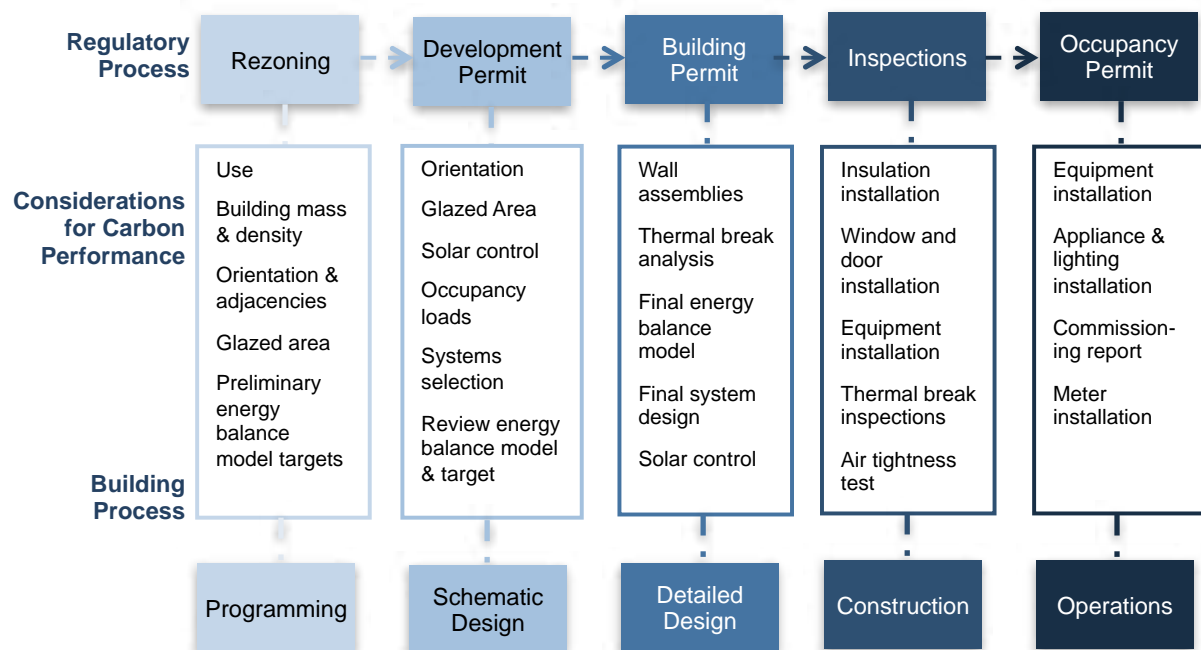 Regulatory
Process
Rezoning
Development
Permit
Building
Permit
Inspections
Occupancy
Permit
Considerations
for Carbon
Performance
Use
Building mass
& density
Orientation &
adjacencies
Glazed area
Preliminary
energy
balance
model targets
Orientation
Glazed Area
Solar control
Occupancy
loads
Systems
selection
Review energy
balance model
& target
Wall
assemblies
Thermal break
analysis
Final energy
balance
model
Final system
design
Solar control
Insulation
installation
Window and
door
installation
Equipment
installation
Thermal break
inspections
Air tightness
test
Equipment
installation
Appliance &
lighting
installation
Commission-
ing report
Meter
installation
Building
Process
Programming
Schematic
Design
Detailed
Design
Construction
Operations